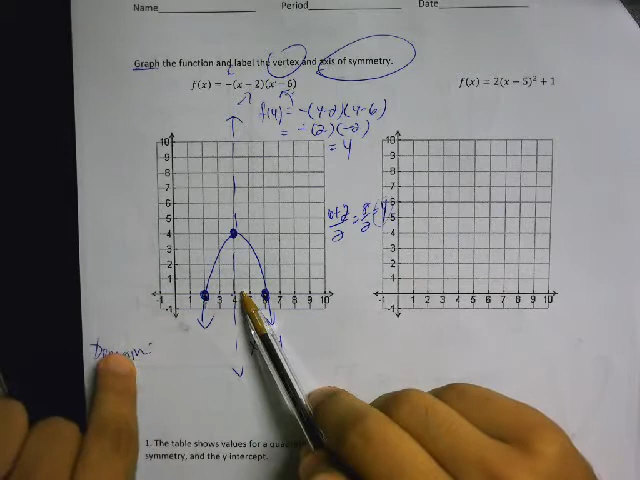 Name Period Date
Graph the function and label the vertex and axis of symmetry.
f(x) = -(x - 2)(x - 6)
f(x) = 2(x - 5)² + 1
f(4) = -(4-2)(4-6)
= -(2)(-2)
= 4
6+2/2 = 8/2 = 4
10
9
8
7
6
5
4
3
2
1
-1
1 2 3 4 5 6 7 8 9 10
10
9
8
7
6
5
4
3
2
1
-1
1 2 3 4 5 6 7 8 9 10
1. The table shows values for a
symmetry, and the y intercept.